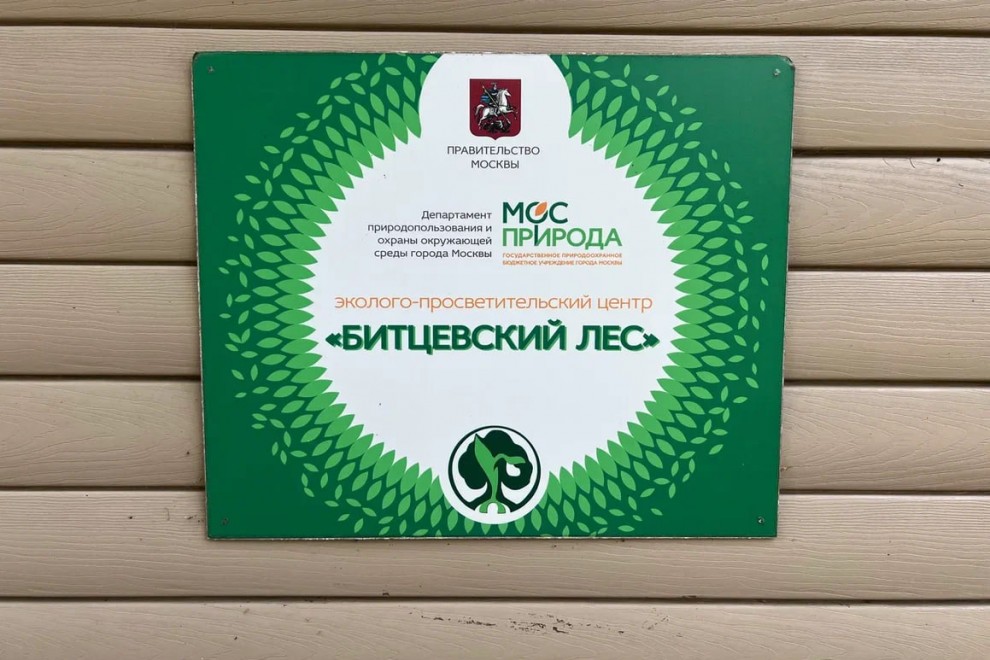 ПРАВИТЕЛЬСТВО
МОСКВЫ
Департамент
природопользования и
охраны окружающей
среды города Москвы
МОС
ПРИРОДА
ГОСУДАРСТВЕННОЕ ПРИРОДООХРАННОЕ
БЮДЖЕТНОЕ УЧРЕЖДЕНИЕ ГОРОДА МОСКВЫ
эколого-просветительский центр
«БИТЦЕВСКИЙ ЛЕС»